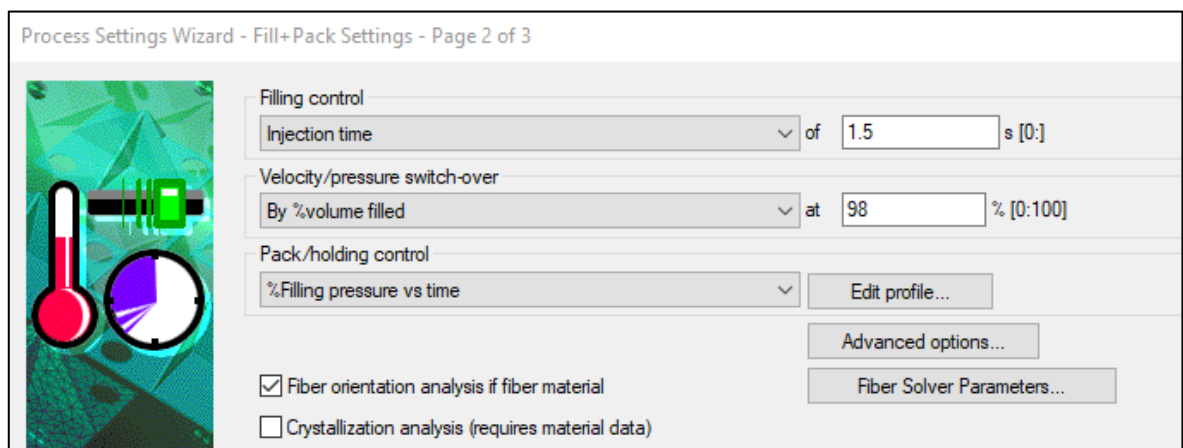 Process Settings Wizard - Fill+Pack Settings - Page 2 of 3
Filling control
Injection time of 1.5 s [0:]
Velocity/pressure switch-over
By %volume filled at 98 % [0:100]
Pack/holding control
%Filling pressure vs time Edit profile...
Advanced options...
Fiber orientation analysis if fiber material Fiber Solver Parameters...
Crystallization analysis (requires material data)